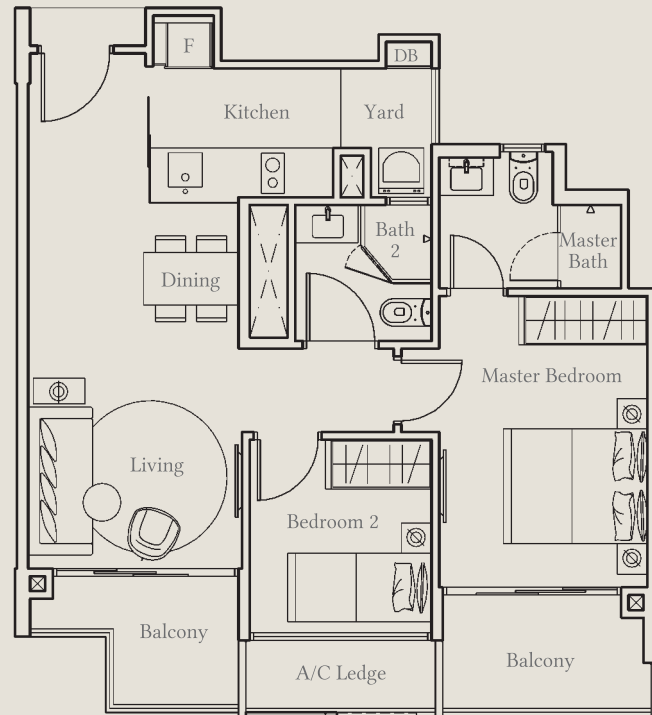 F
DB
Kitchen
Yard
Bath
2
Master
Bath
Dining
Master Bedroom
Living
Bedroom 2
Balcony
A/C Ledge
Balcony